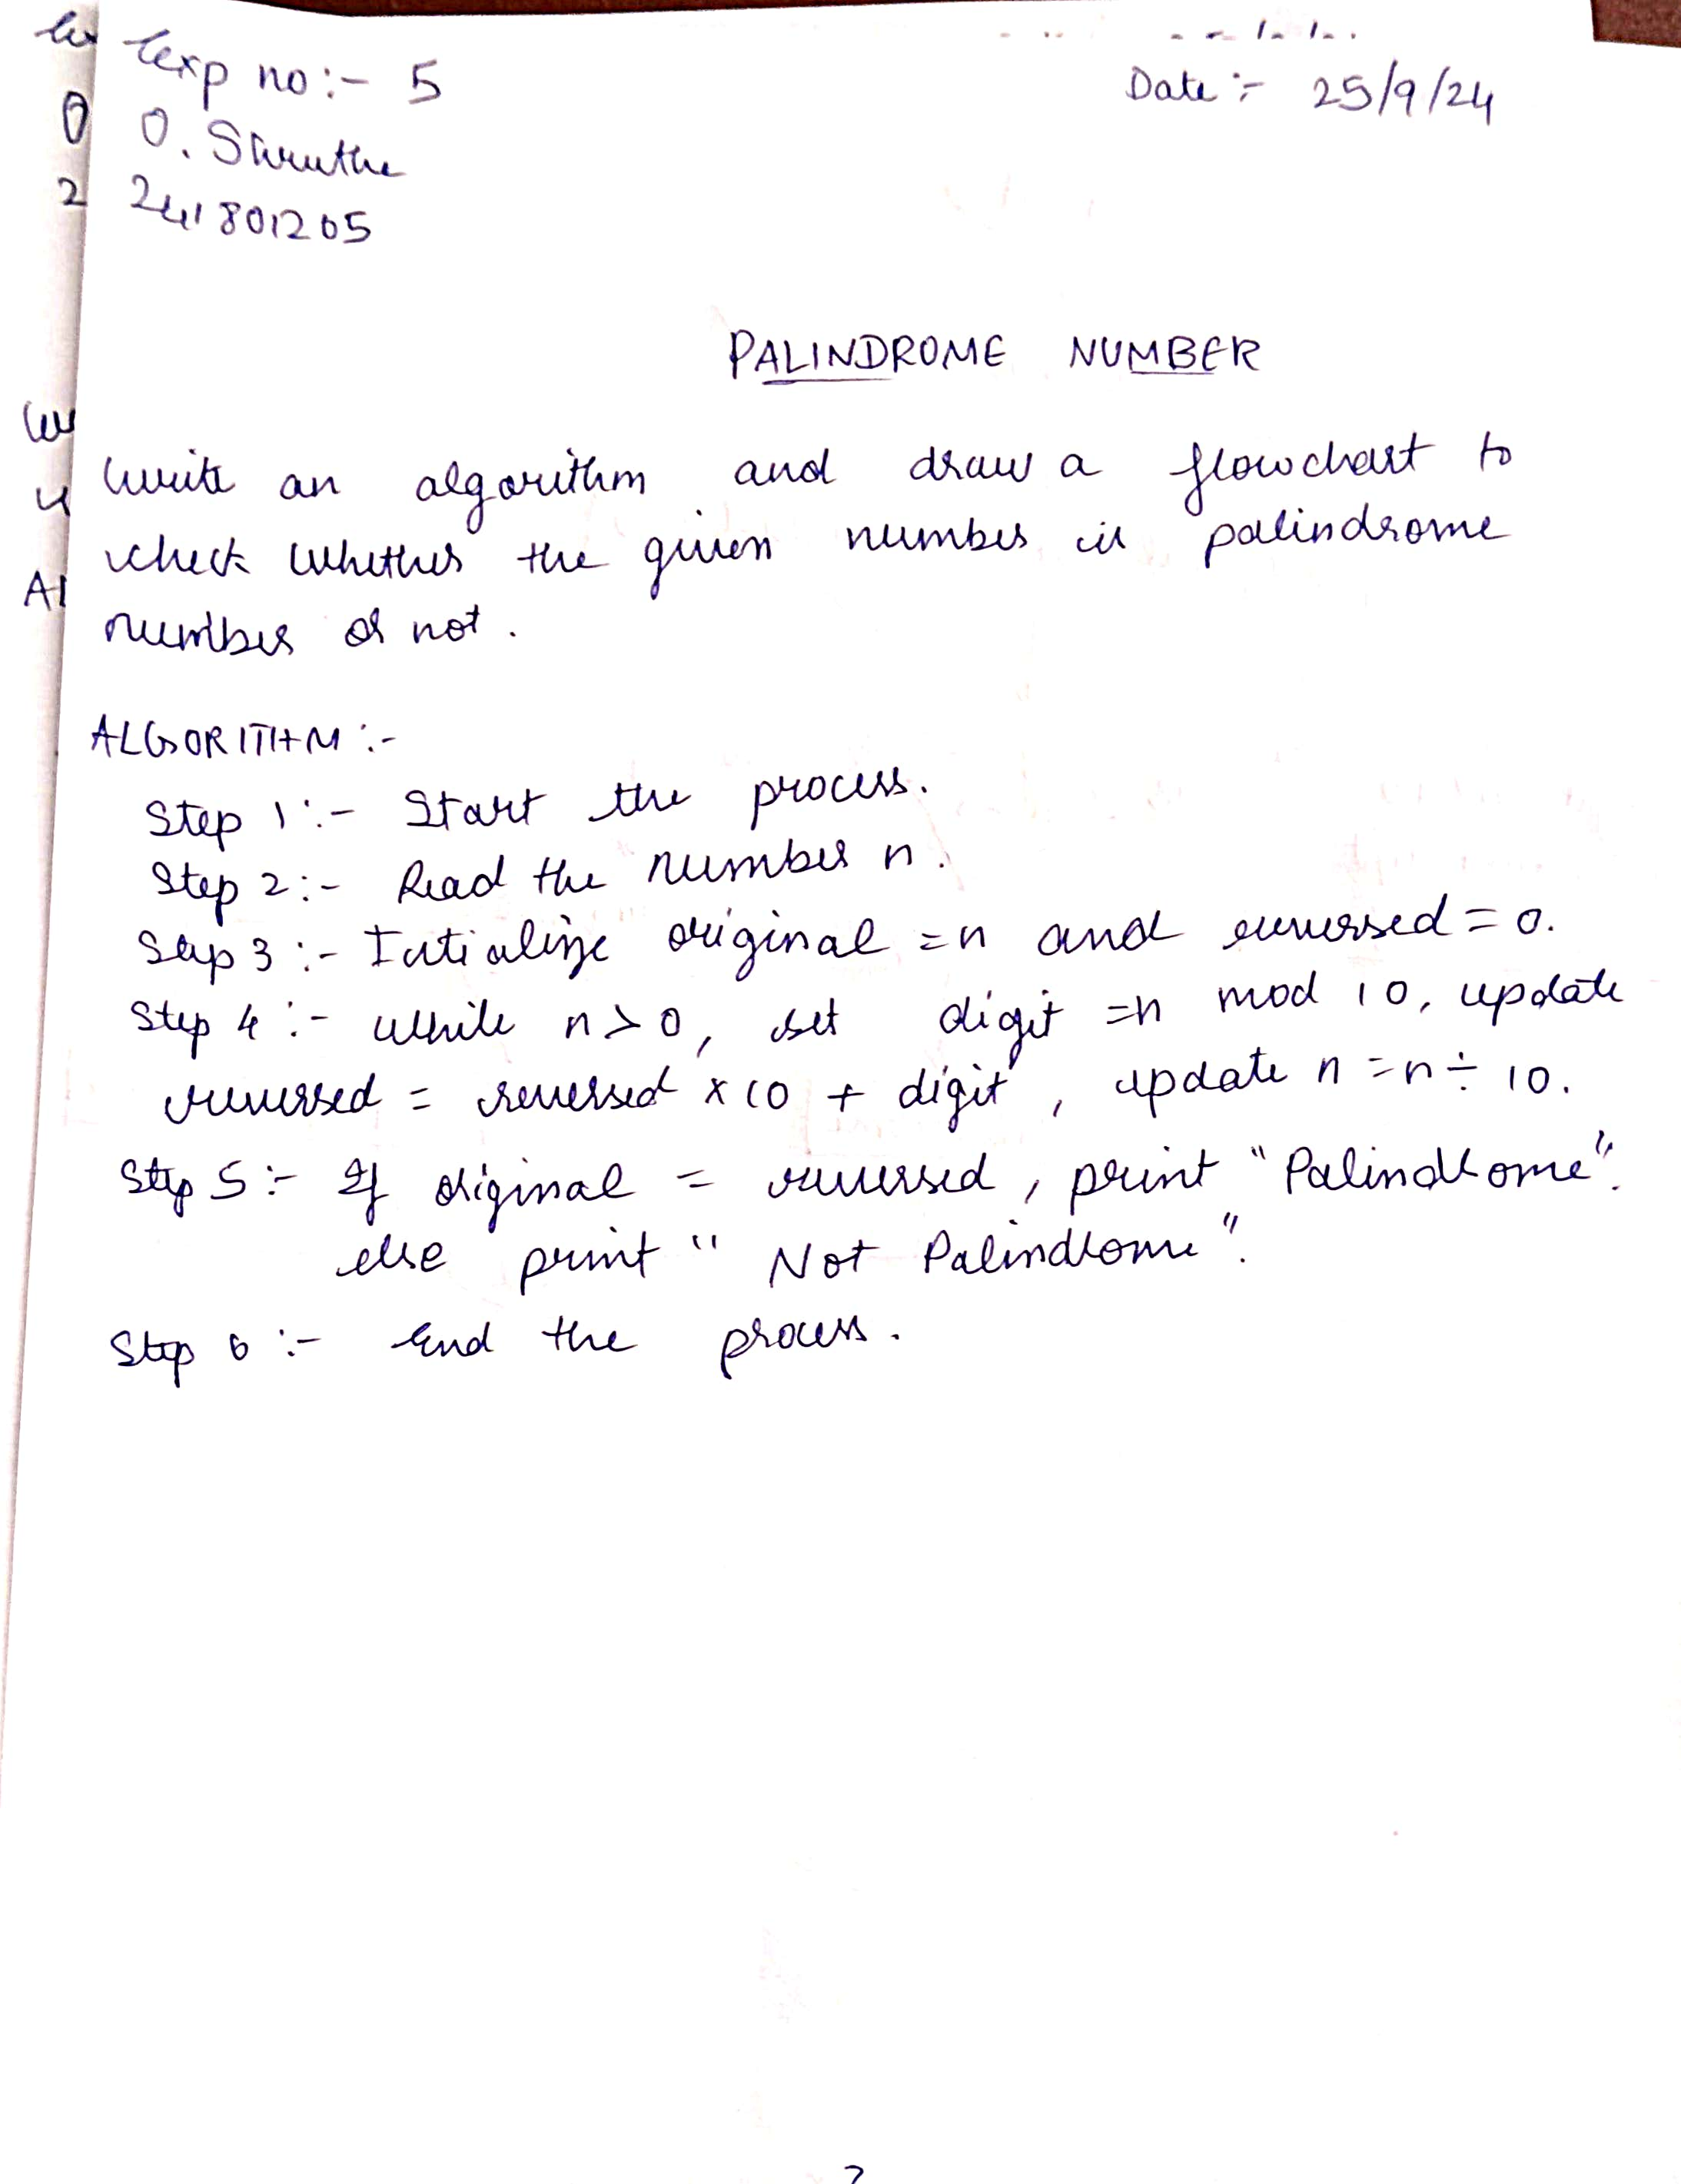 Exp no:- 5
Date:- 25/9/24
O. Shruthe
241801205
PALINDROME NUMBER
Write an algorithm and draw a flowchart to
check whether the given number is palindrome
number or not.
ALGORITHM:-
Step 1:- Start the process.
Step 2:- Read the number n.
Step 3:- Intialize original = n and reversed = 0.
Step 4:- while n > 0, set digit = n mod 10, update
reversed = reversed × 10 + digit, update n = n ÷ 10.
Step 5:- If original = reversed, print "Palindrome".
else print "Not Palindrome".
Step 6:- End the process.